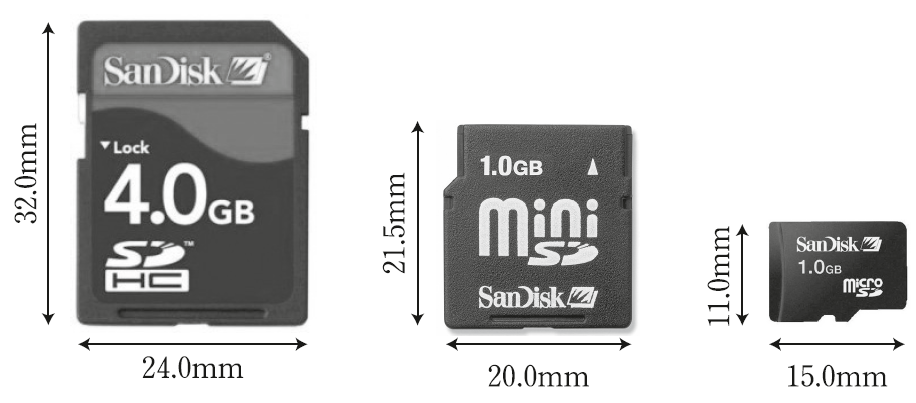 32.0mm
SanDisk®
Lock
4.0GB
SD™
HC
24.0mm
21.5mm
1.0GB
mini
SD
SanDisk
20.0mm
11.0mm
SanDisk
1.0GB
micro
SD
15.0mm